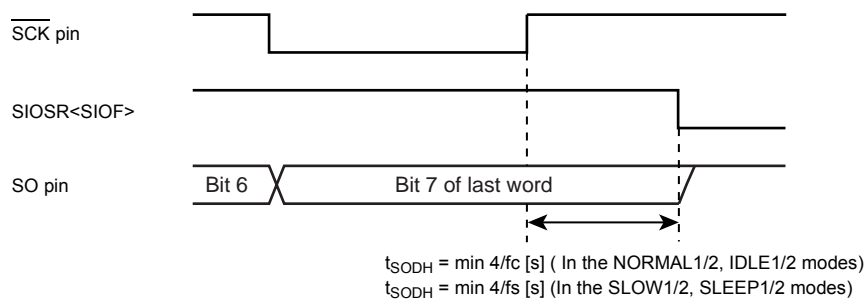 SCK pin
SIOSR<SIOF>
SO pin
Bit 6
Bit 7 of last word
tSODH = min 4/fc [s] ( In the NORMAL1/2, IDLE1/2 modes)
tSODH = min 4/fs [s] (In the SLOW1/2, SLEEP1/2 modes)